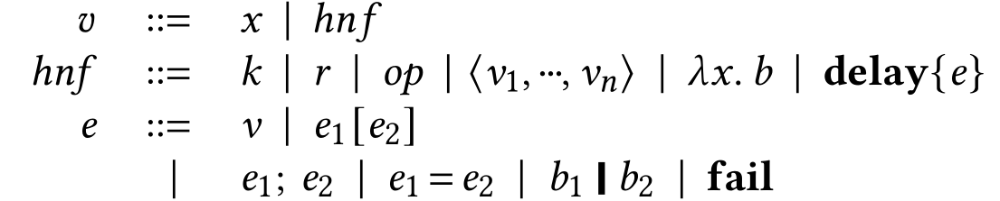 v ::= x | hnf
hnf ::= k | r | op | ⟨v₁,⋯, vₙ⟩ | λx. b | delay{e}
e ::= v | e₁[e₂]
| e₁; e₂ | e₁ = e₂ | b₁ ❙ b₂ | fail